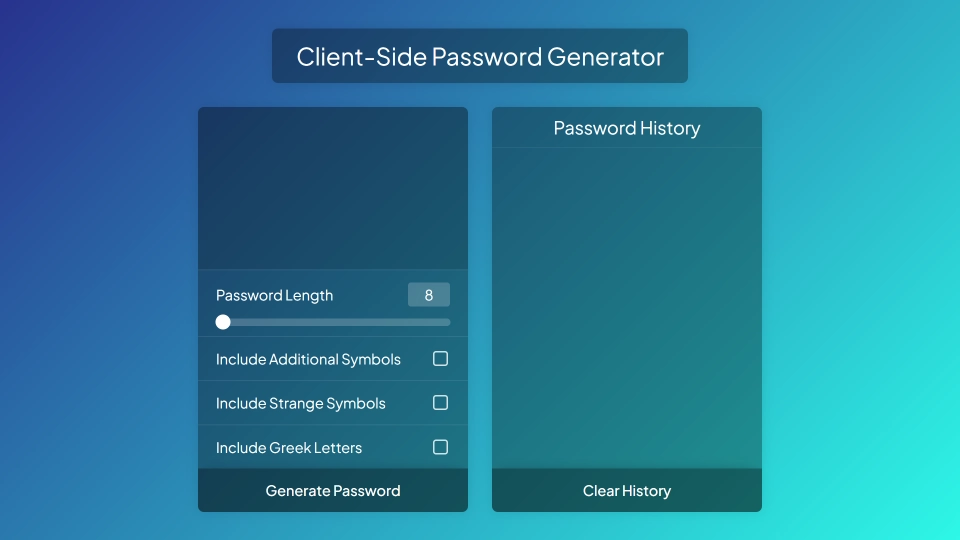 Client-Side Password Generator
Password History
Password Length 8
Include Additional Symbols
Include Strange Symbols
Include Greek Letters
Generate Password
Clear History